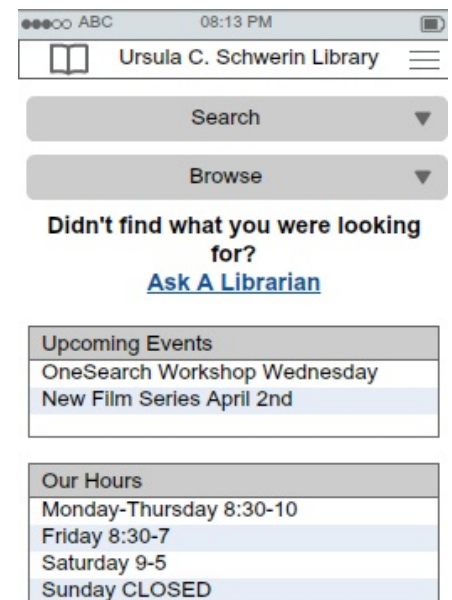 ABC 08:13 PM
Ursula C. Schwerin Library
Search
Browse
Didn't find what you were looking
for?
Ask A Librarian
Upcoming Events
OneSearch Workshop Wednesday
New Film Series April 2nd
Our Hours
Monday-Thursday 8:30-10
Friday 8:30-7
Saturday 9-5
Sunday CLOSED